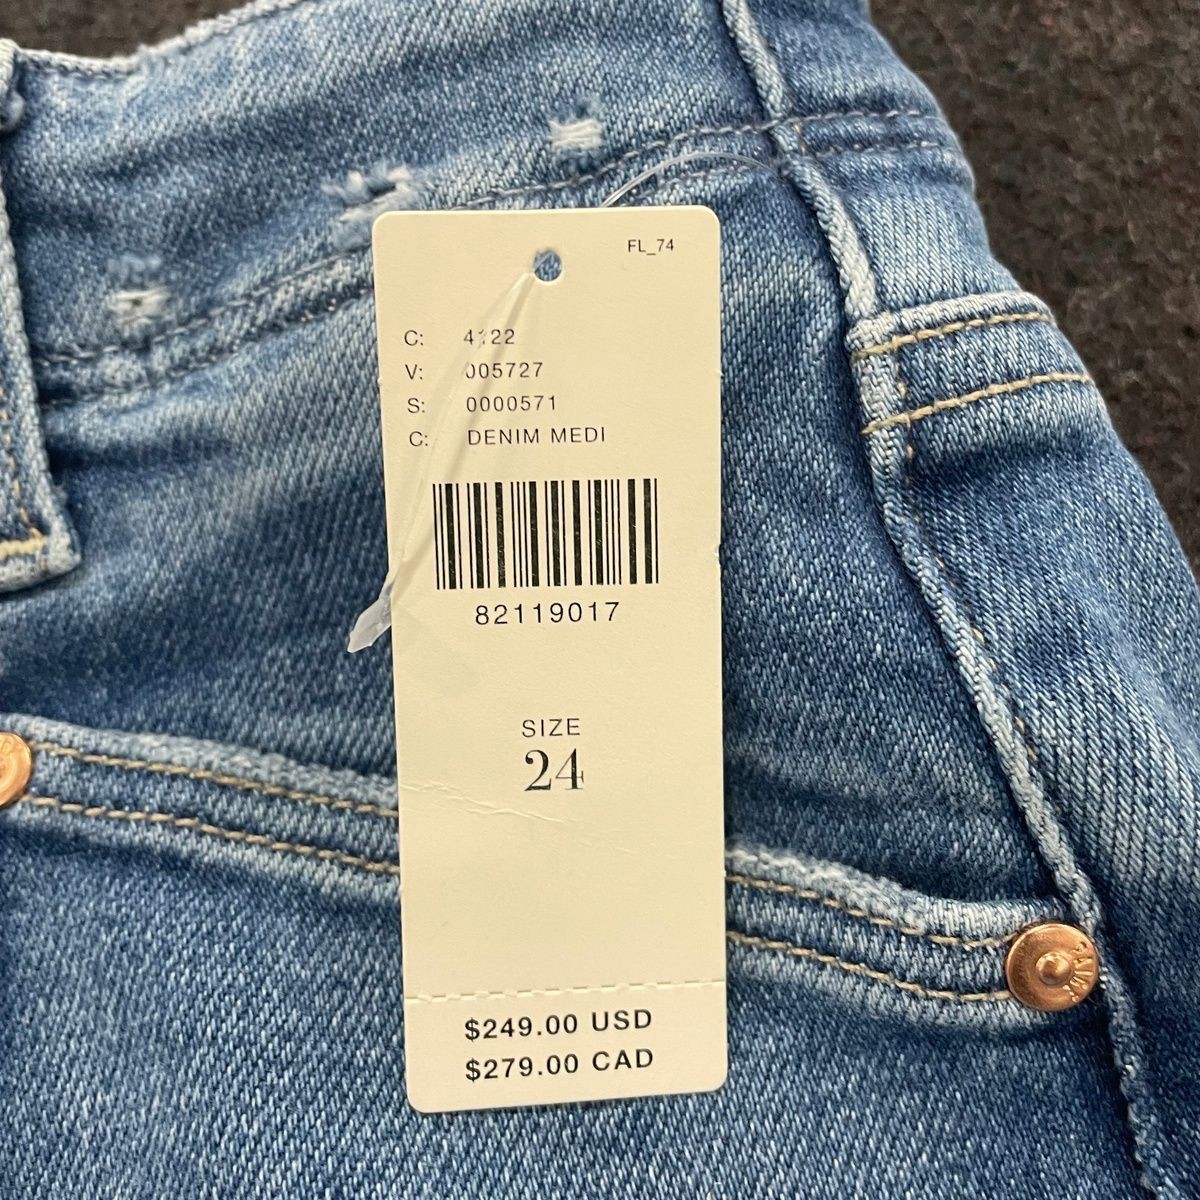 FL_74
C: 4122
V: 005727
S: 0000571
C: DENIM MEDI
82119017
SIZE
24
$249.00 USD
$279.00 CAD